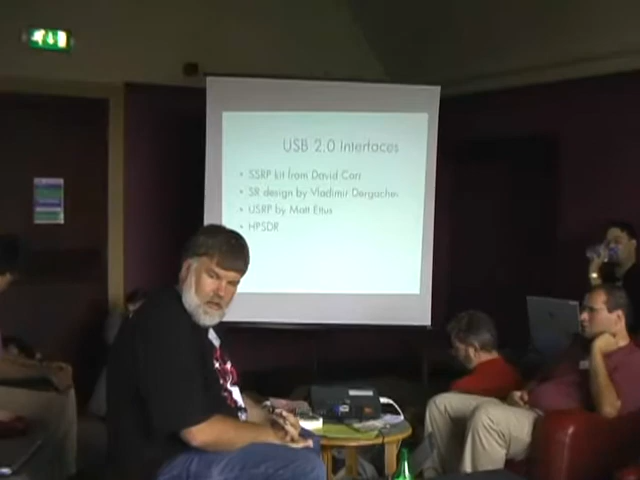 USB 2.0 Interfaces
• SSRP kit from David Carr
• SR design by Vladimir Dergachev
• USRP by Matt Ettus
• HPSDR